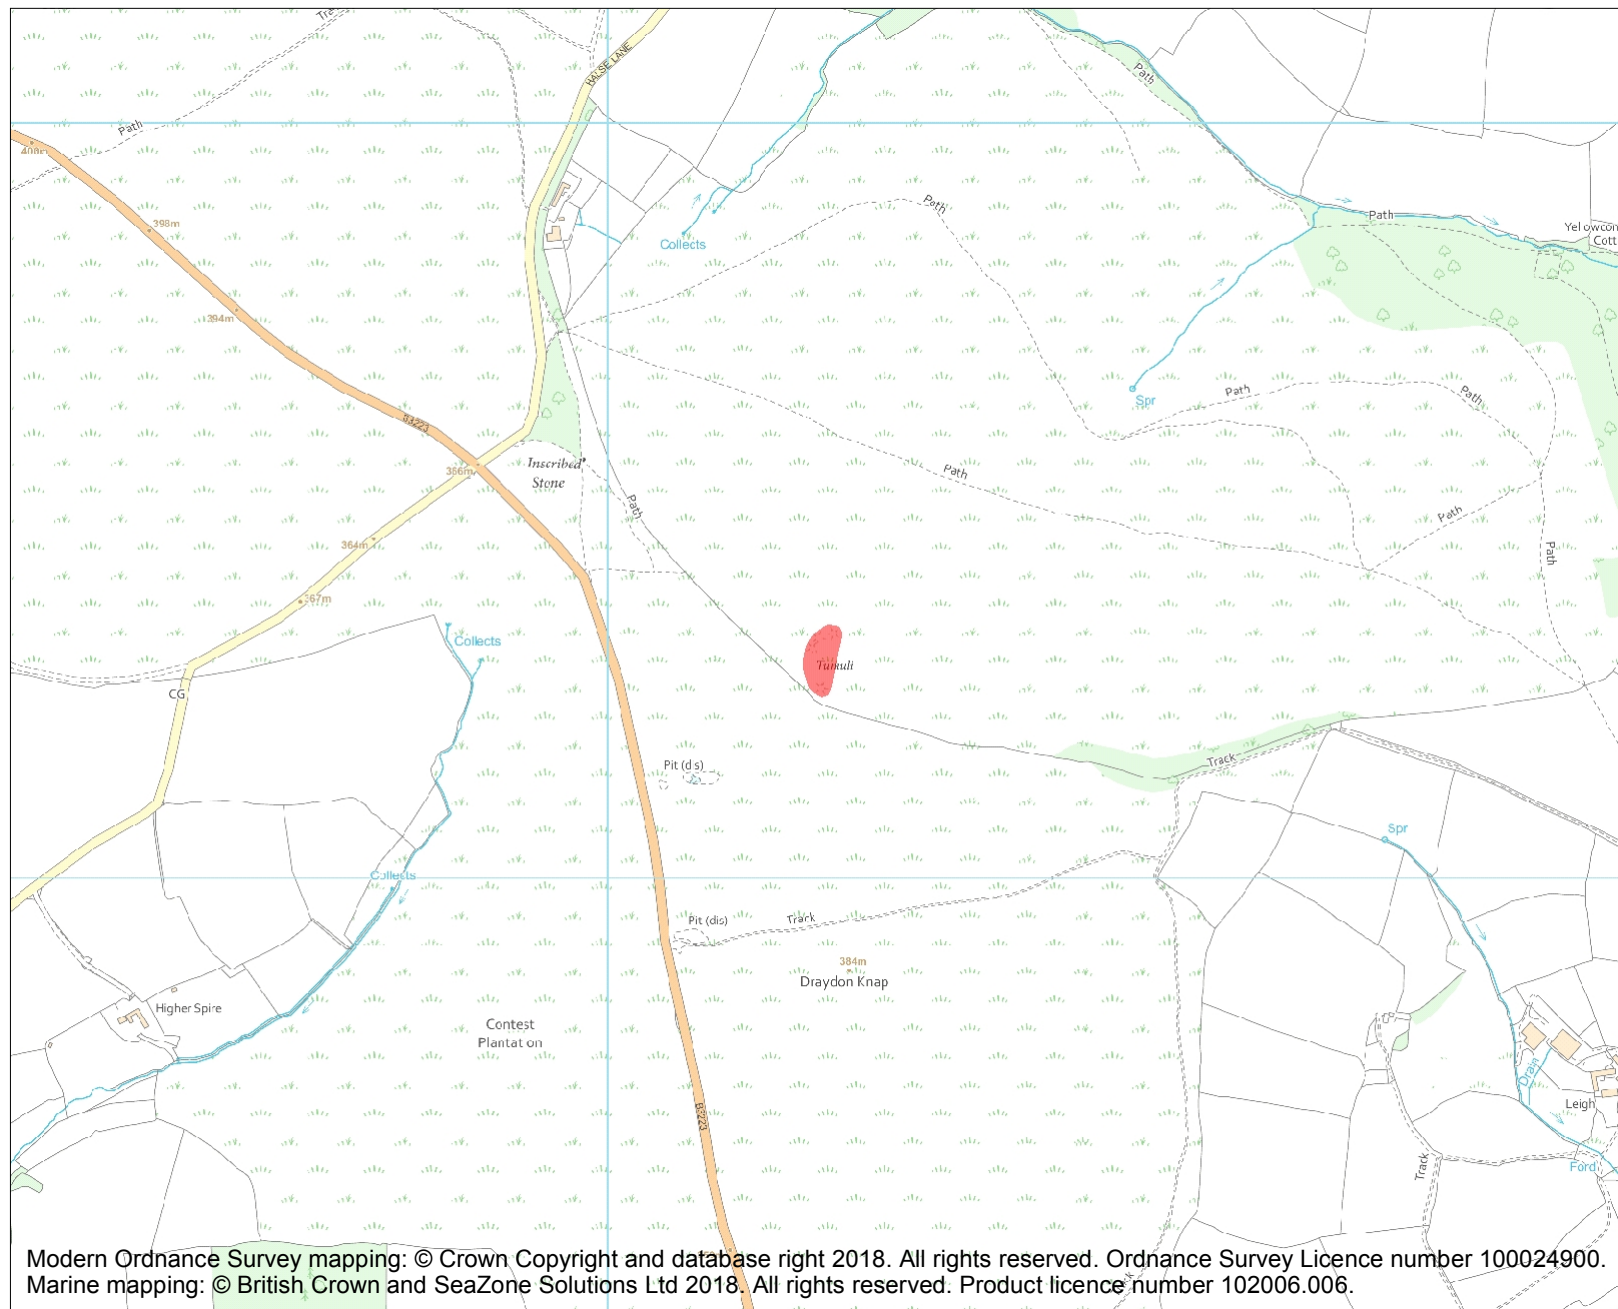 HALSE LANE
Path
Path
400m
Path
398m
Path
Collects
394m
Spr
Path
Path
B3223
386m
Inscribed
Stone
Path
Path
Path
364m
Path
367m
Collects
Tumuli
CG
Track
Pit (dis)
Spr
Collects
Pit (dis)
Track
384m
Draydon Knap
Higher Spire
Contest
Plantation
Drain
Leigh
B3223
Track
Ford
Modern Ordnance Survey mapping: © Crown Copyright and database right 2018. All rights reserved. Ordnance Survey Licence number 100024900.
Marine mapping: © British Crown and SeaZone Solutions Ltd 2018. All rights reserved. Product licence number 102006.006.